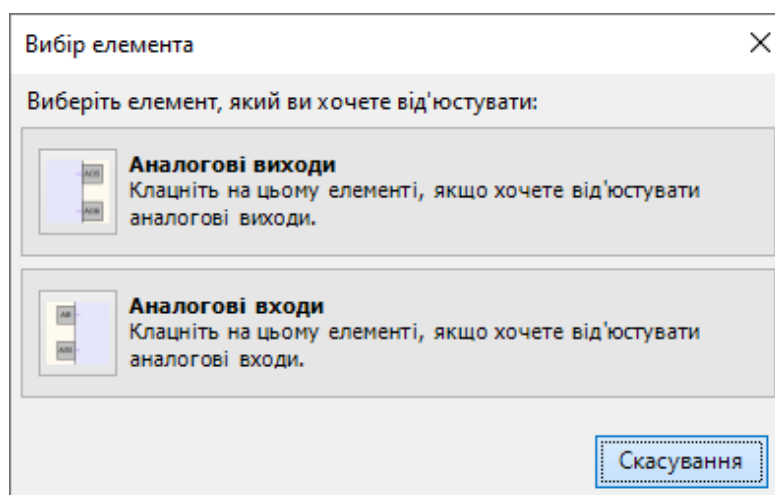 Вибір елемента
Виберіть елемент, який ви хочете від'юстувати:
Аналогові виходи
Клацніть на цьому елементі, якщо хочете від'юстувати
аналогові виходи.
Аналогові входи
Клацніть на цьому елементі, якщо хочете від'юстувати
аналогові входи.
Скасування